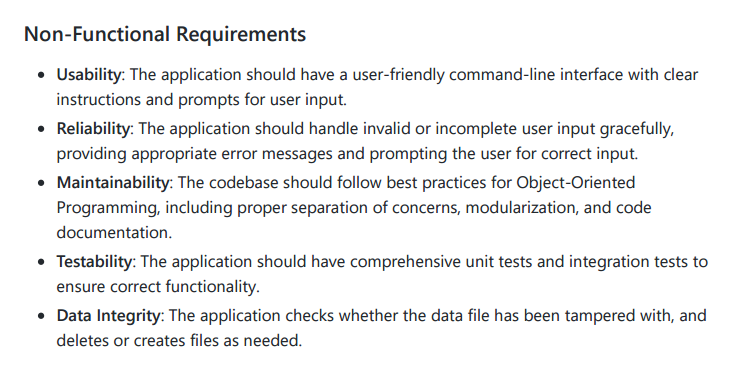 Non-Functional Requirements
• Usability: The application should have a user-friendly command-line interface with clear
instructions and prompts for user input.
• Reliability: The application should handle invalid or incomplete user input gracefully,
providing appropriate error messages and prompting the user for correct input.
• Maintainability: The codebase should follow best practices for Object-Oriented
Programming, including proper separation of concerns, modularization, and code
documentation.
• Testability: The application should have comprehensive unit tests and integration tests to
ensure correct functionality.
• Data Integrity: The application checks whether the data file has been tampered with, and
deletes or creates files as needed.